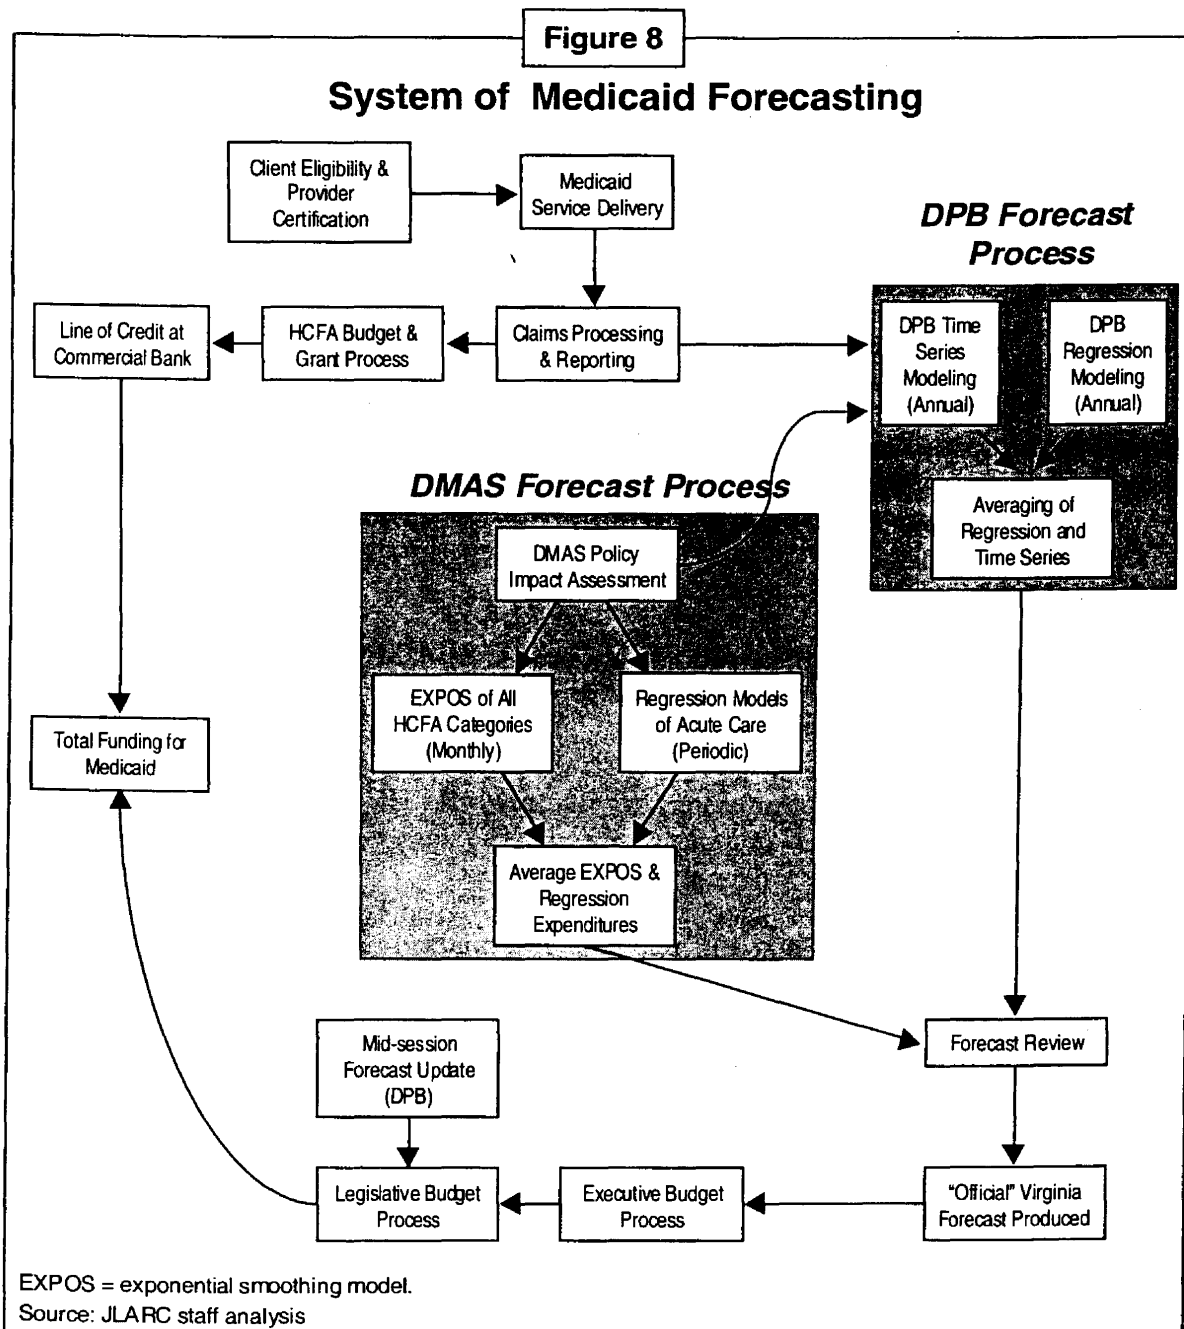 Figure 8
System of Medicaid Forecasting
Client Eligibility &
Provider
Certification
Medicaid
Service Delivery
DPB Forecast
Process
Line of Credit at
Commercial Bank
HCFA Budget &
Grant Process
Claims Processing
& Reporting
DPB Time
Series
Modeling
(Annual)
DPB
Regression
Modeling
(Annual)
Averaging of
Regression and
Time Series
DMAS Forecast Process
DMAS Policy
Impact Assessment
EXPOS of All
HCFA Categories
(Monthly)
Regression Models
of Acute Care
(Periodic)
Total Funding for
Medicaid
Average EXPOS &
Regression
Expenditures
Mid-session
Forecast Update
(DPB)
Forecast Review
Legislative Budget
Process
Executive Budget
Process
"Official" Virginia
Forecast Produced
EXPOS = exponential smoothing model.
Source: JLARC staff analysis